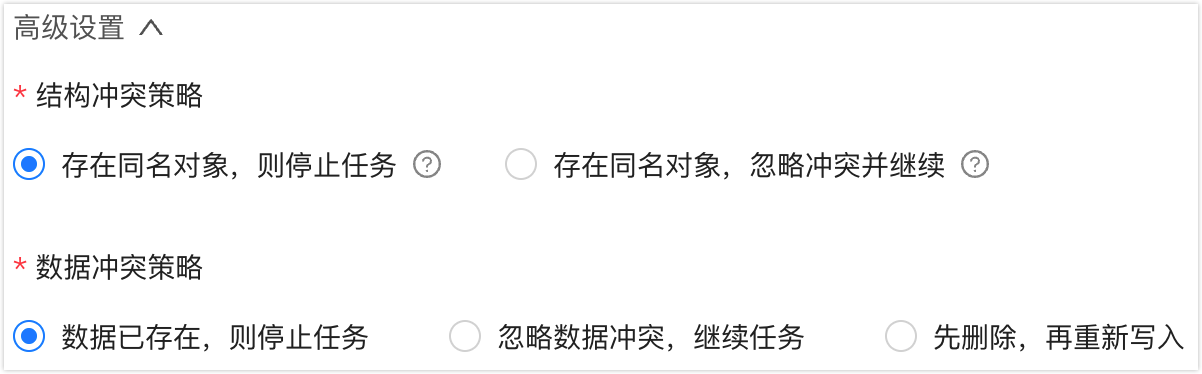 高级设置
* 结构冲突策略
存在同名对象，则停止任务 ? 存在同名对象，忽略冲突并继续 ?
* 数据冲突策略
数据已存在，则停止任务 忽略数据冲突，继续任务 先删除，再重新写入